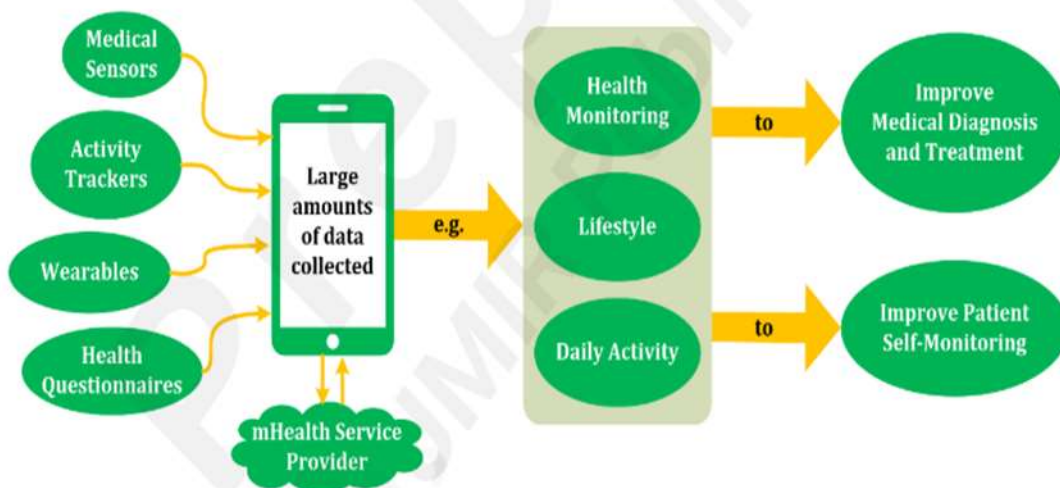 Medical
Sensors
Activity
Trackers
Wearables
Health
Questionnaires
Large
amounts
of data
collected
mHealth Service
Provider
e.g.
Health
Monitoring
Lifestyle
Daily Activity
to
Improve
Medical Diagnosis
and Treatment
to
Improve Patient
Self-Monitoring